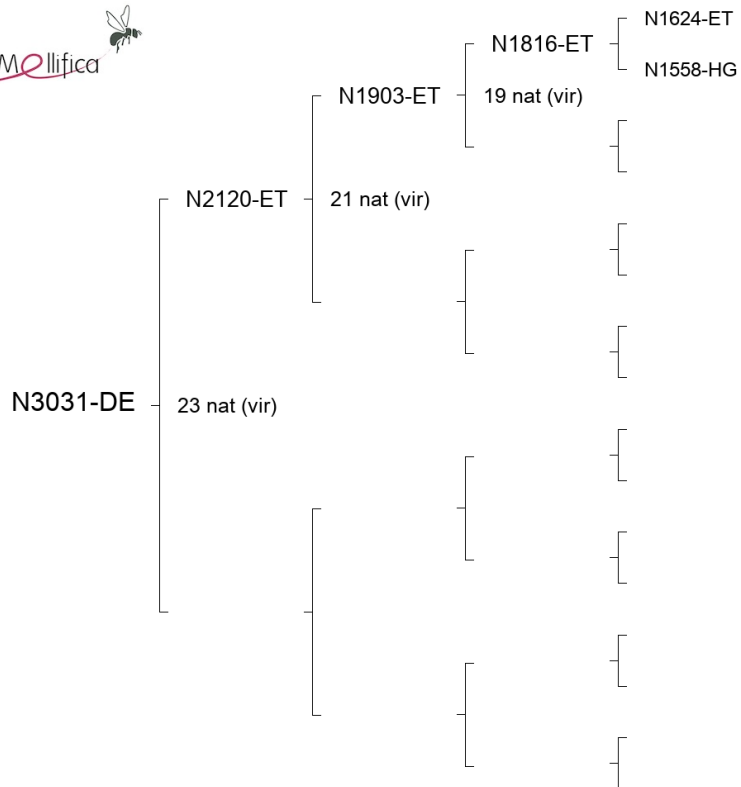 Mellifica
N1624-ET
N1816-ET
N1558-HG
N1903-ET
19 nat (vir)
N2120-ET
21 nat (vir)
N3031-DE
23 nat (vir)